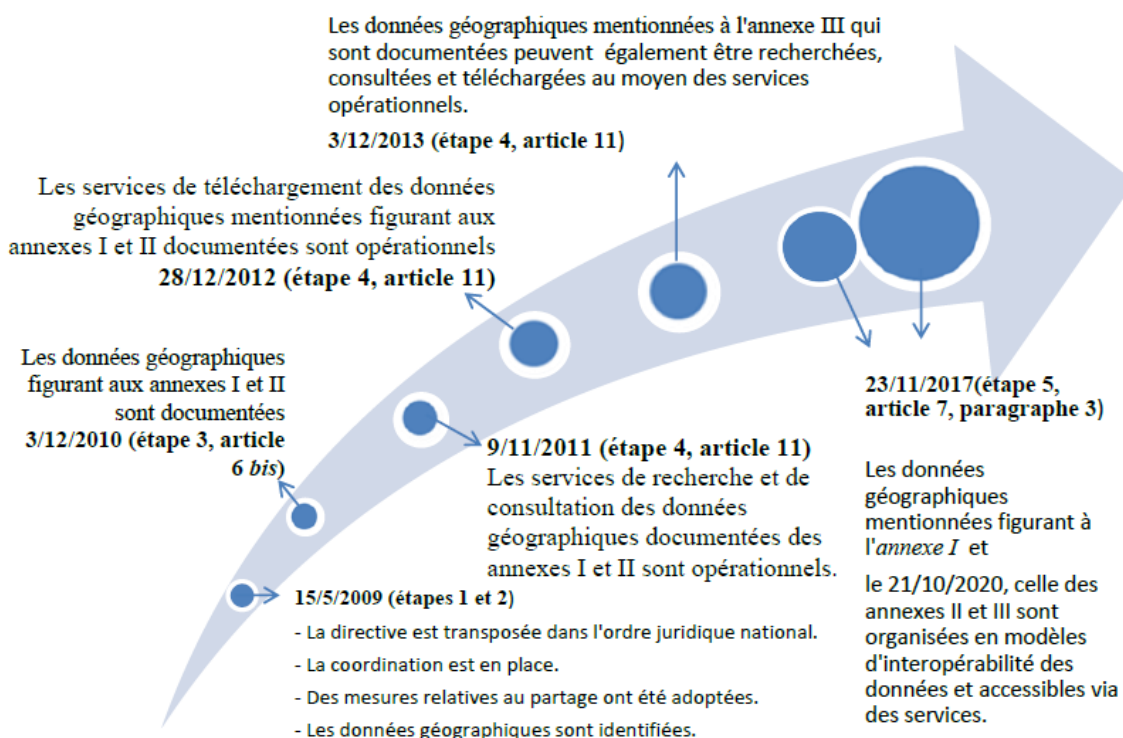 Les données géographiques mentionnées à l'annexe III qui
sont documentées peuvent également être recherchées,
consultées et téléchargées au moyen des services
opérationnels.
3/12/2013 (étape 4, article 11)
Les services de téléchargement des données
géographiques mentionnées figurant aux
annexes I et II documentées sont opérationnels
28/12/2012 (étape 4, article 11)
Les données géographiques
figurant aux annexes I et II
sont documentées
3/12/2010 (étape 3, article
6 bis)
9/11/2011 (étape 4, article 11)
Les services de recherche et de
consultation des données
géographiques documentées des
annexes I et II sont opérationnels.
15/5/2009 (étapes 1 et 2)
- La directive est transposée dans l'ordre juridique national.
- La coordination est en place.
- Des mesures relatives au partage ont été adoptées.
- Les données géographiques sont identifiées.
23/11/2017(étape 5,
article 7, paragraphe 3)
Les données
géographiques
mentionnées figurant à
l'annexe I et
le 21/10/2020, celle des
annexes II et III sont
organisées en modèles
d'interopérabilité des
données et accessibles via
des services.